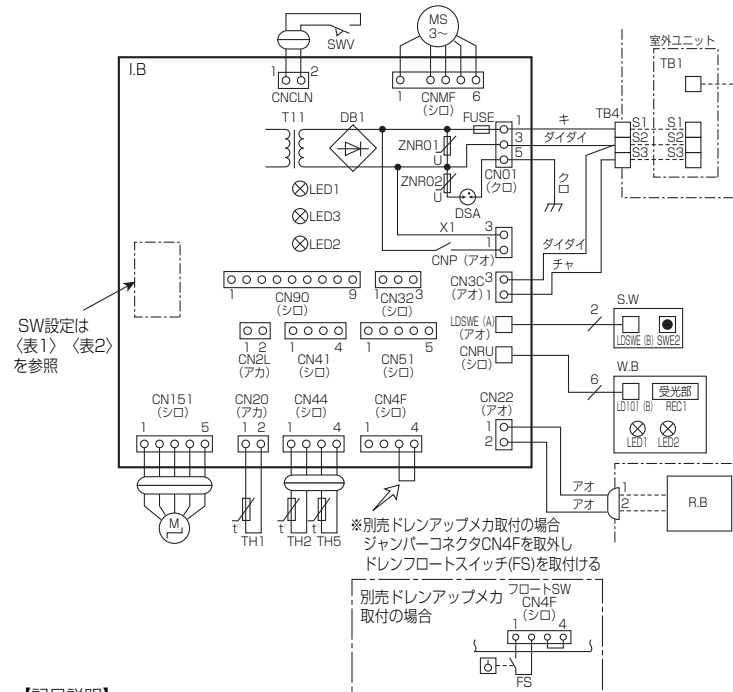 I.B
SWV
1 2
CNCLN
MS
3~
1 6
CNMF
(シロ)
T11
DB1
FUSE
ZNR01
U
ZNR02
U
DSA
1
3
5
CN01
(クロ)
キ
ダイダイ
クロ
室外ユニット
TB1
TB4
S1 S1
S2 S2
S3 S3
LED1
LED3
LED2
X1
3
1
CNP (アオ)
ダイダイ
チャ
CN3C 3
(アオ) 1
SW設定は
〈表1〉〈表2〉
を参照
1 9
CN90
(シロ)
1 3
CN32
(シロ)
1 2
CN2L
(アカ)
1 4
CN41
(シロ)
1 5
CN51
(シロ)
LDSWE (A)
(アオ)
CNRU
(シロ)
2
S.W
LDSWE (B) SWE2
6
W.B
LD101 (B)
受光部
REC1
LED1 LED2
CN151
(シロ)
1 5
CN20
(アカ)
1 2
CN44
(シロ)
1 4
CN4F
(シロ)
1 4
CN22
(アオ)
1
2
アオ 1
アオ 2
R.B
M
t°
TH1
t°
TH2
t°
TH5
※別売ドレンアップメカ取付の場合
ジャンパーコネクタCN4Fを取外し
ドレンフロートスイッチ(FS)を取付ける
別売ドレンアップメカ
取付の場合
フロートSW
CN4F
(シロ)
1 4
FS